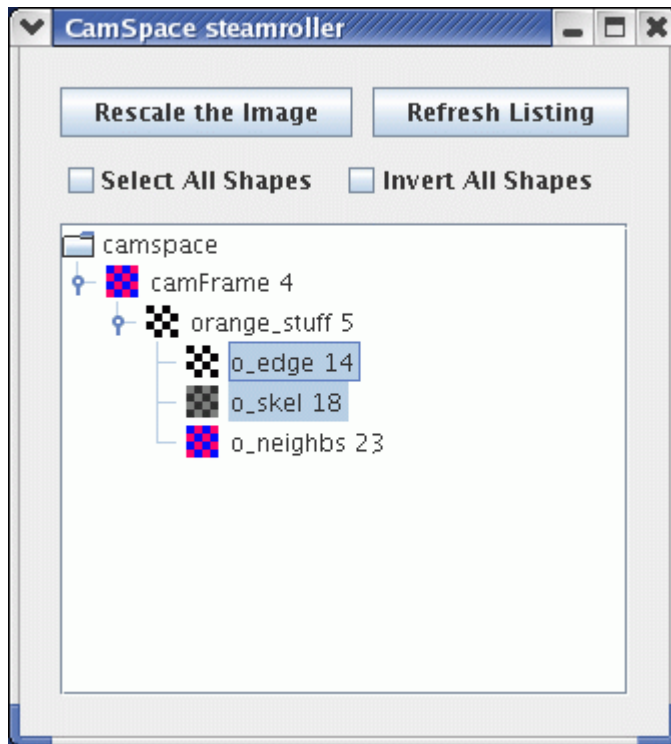 CamSpace steamroller
Rescale the Image Refresh Listing
Select All Shapes Invert All Shapes
camspace
camFrame 4
orange_stuff 5
o_edge 14
o_skel 18
o_neighbs 23